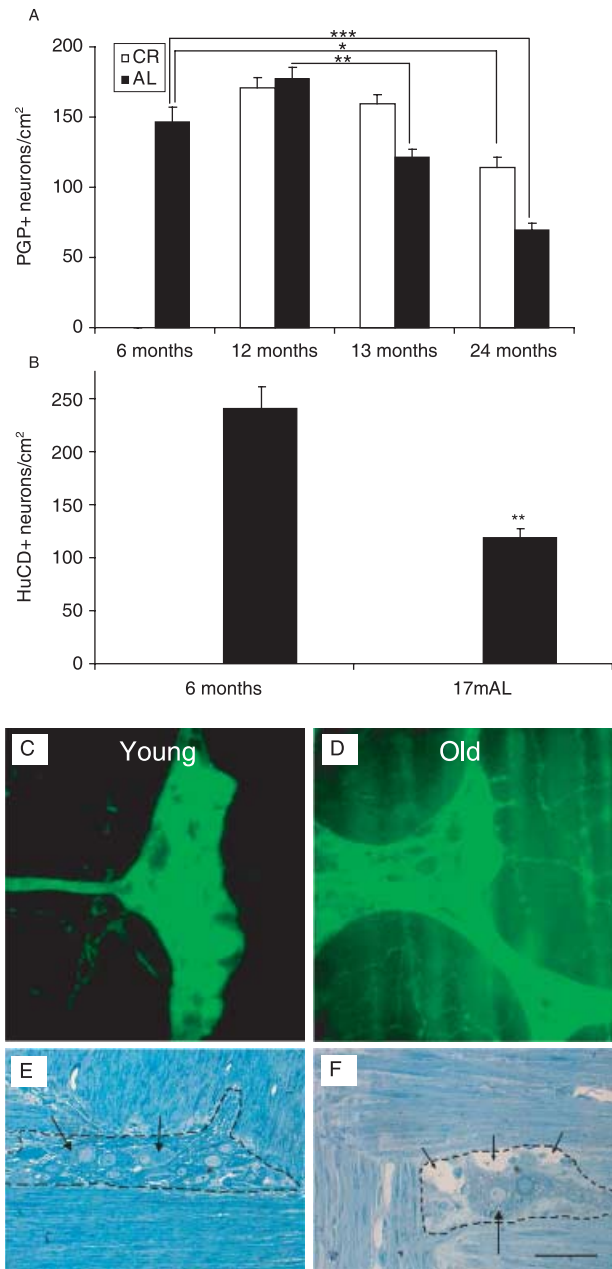 A
***
*
**
CR
AL
PGP+ neurons/cm²
200
150
100
50
0
6 months
12 months
13 months
24 months
B
HuCD+ neurons/cm²
250
200
150
100
50
0
**
6 months
17mAL
C
Young
D
Old
E
F